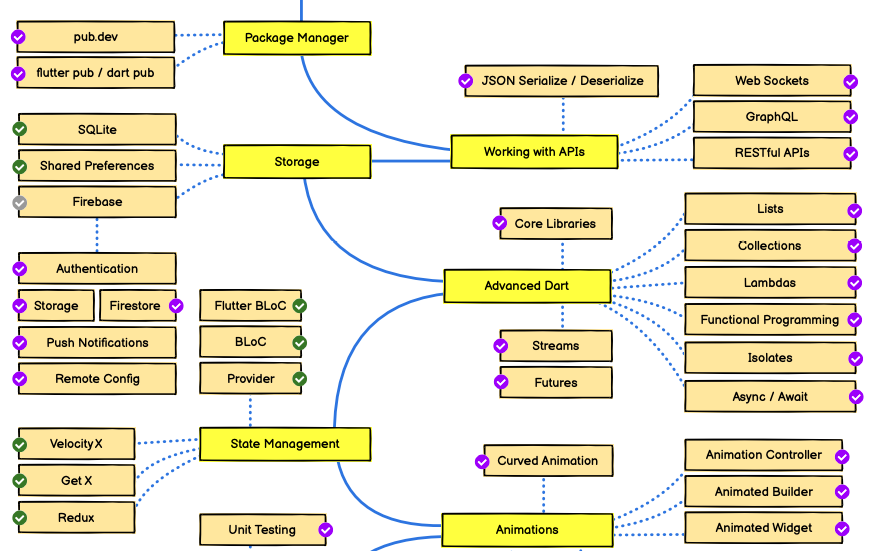 pub.dev
Package Manager
flutter pub / dart pub
JSON Serialize / Deserialize
Web Sockets
GraphQL
Working with APIs
RESTful APIs
SQLite
Storage
Shared Preferences
Firebase
Authentication
Storage
Firestore
Push Notifications
Remote Config
Core Libraries
Lists
Collections
Advanced Dart
Lambdas
Functional Programming
Streams
Isolates
Futures
Async / Await
Flutter BLoC
BLoC
Provider
State Management
VelocityX
Get X
Redux
Curved Animation
Animation Controller
Animated Builder
Animations
Animated Widget
Unit Testing